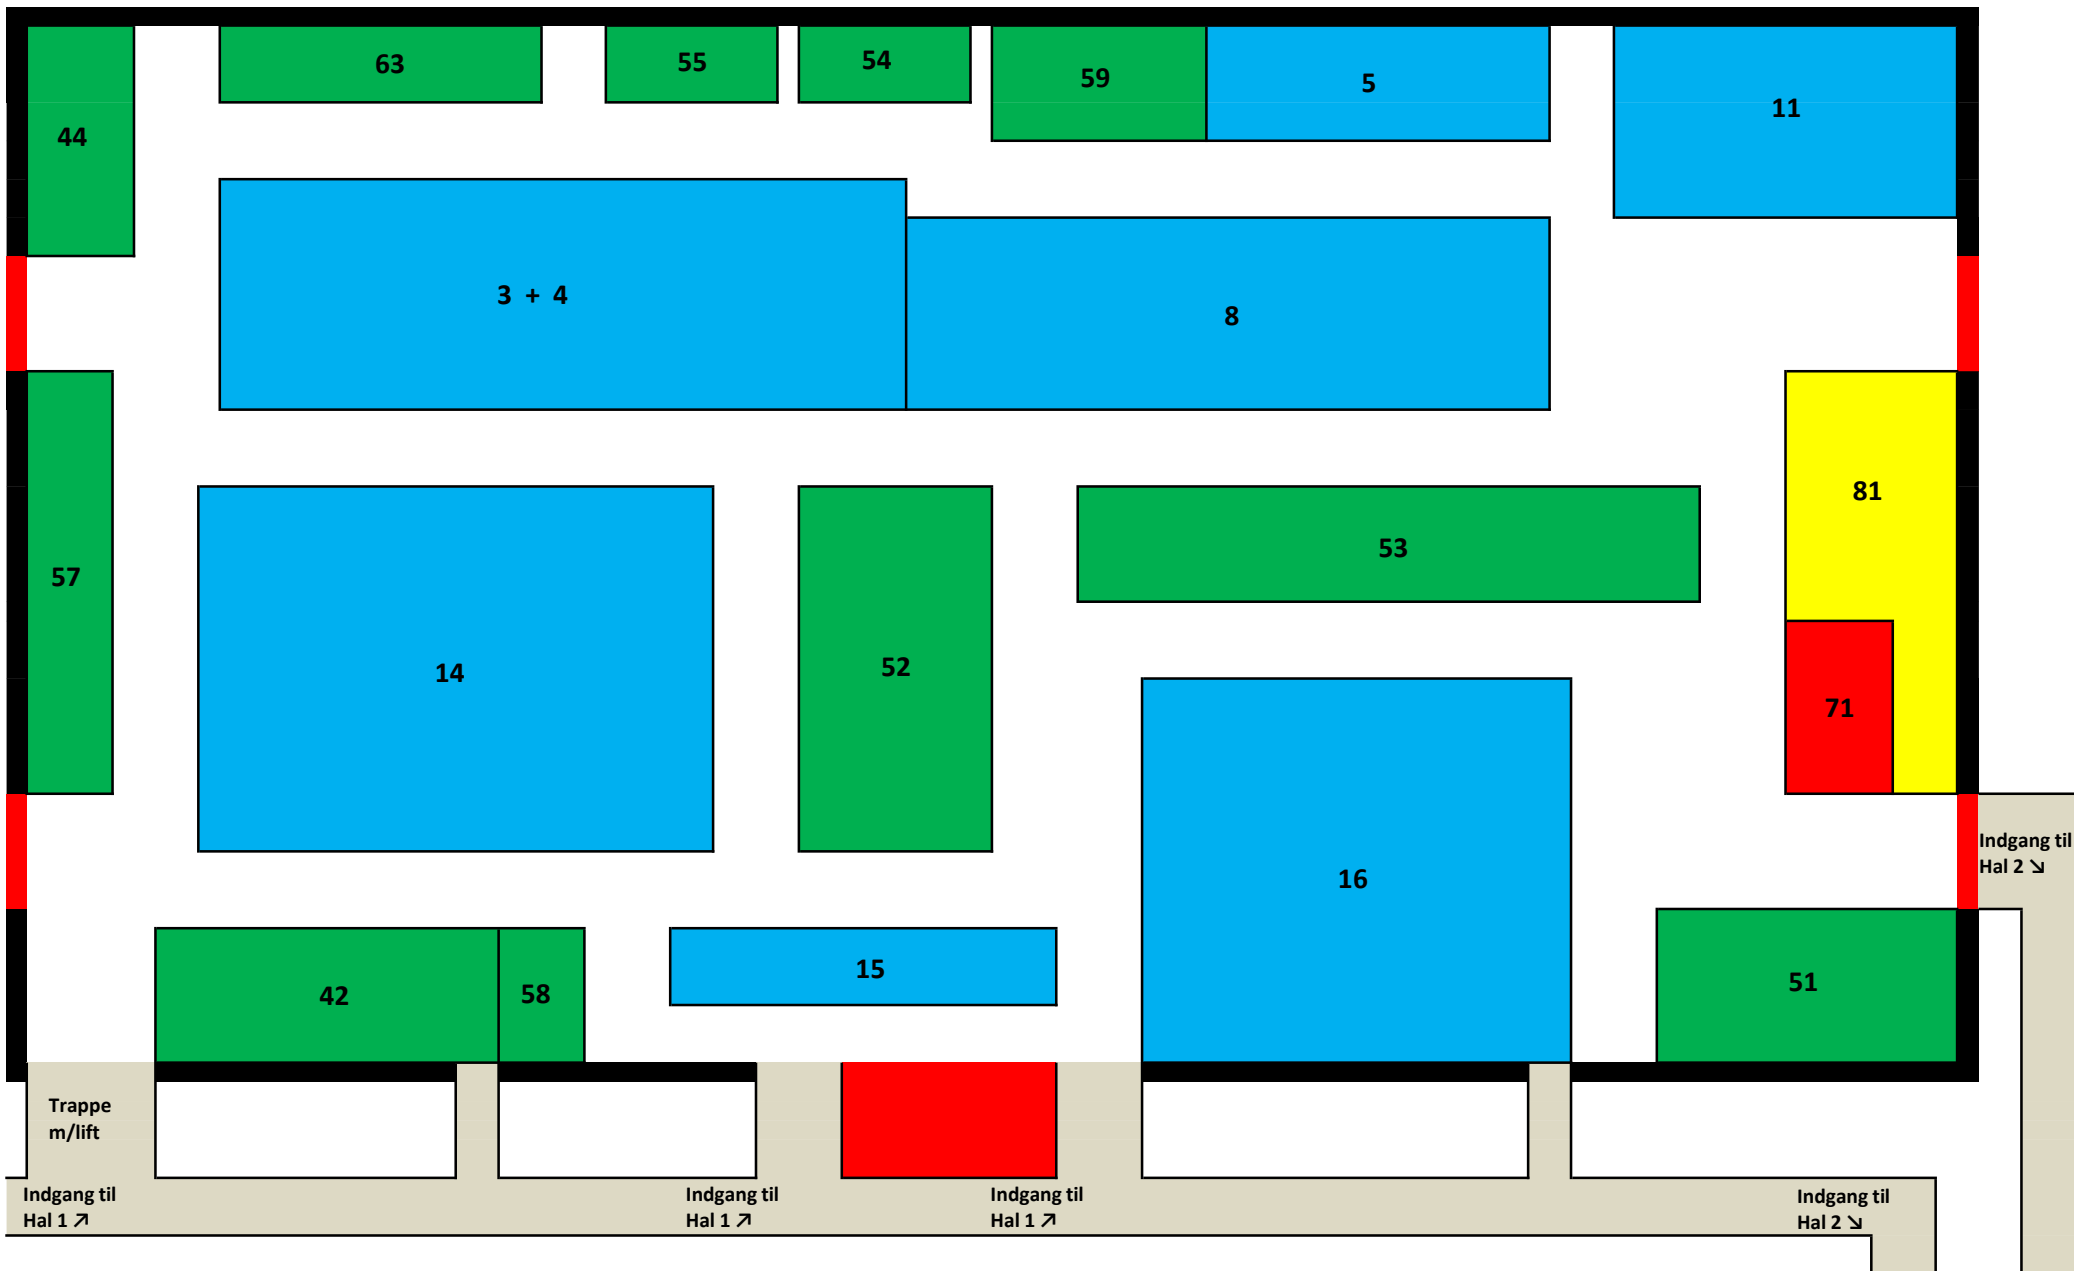 63
55
54
59
5
11
44
3 + 4
8
81
53
57
52
14
71
Indgang til
Hal 2 ↘
16
15
51
42
58
Trappe
m/lift
Indgang til
Hal 1 ↗
Indgang til
Hal 1 ↗
Indgang til
Hal 1 ↗
Indgang til
Hal 2 ↘